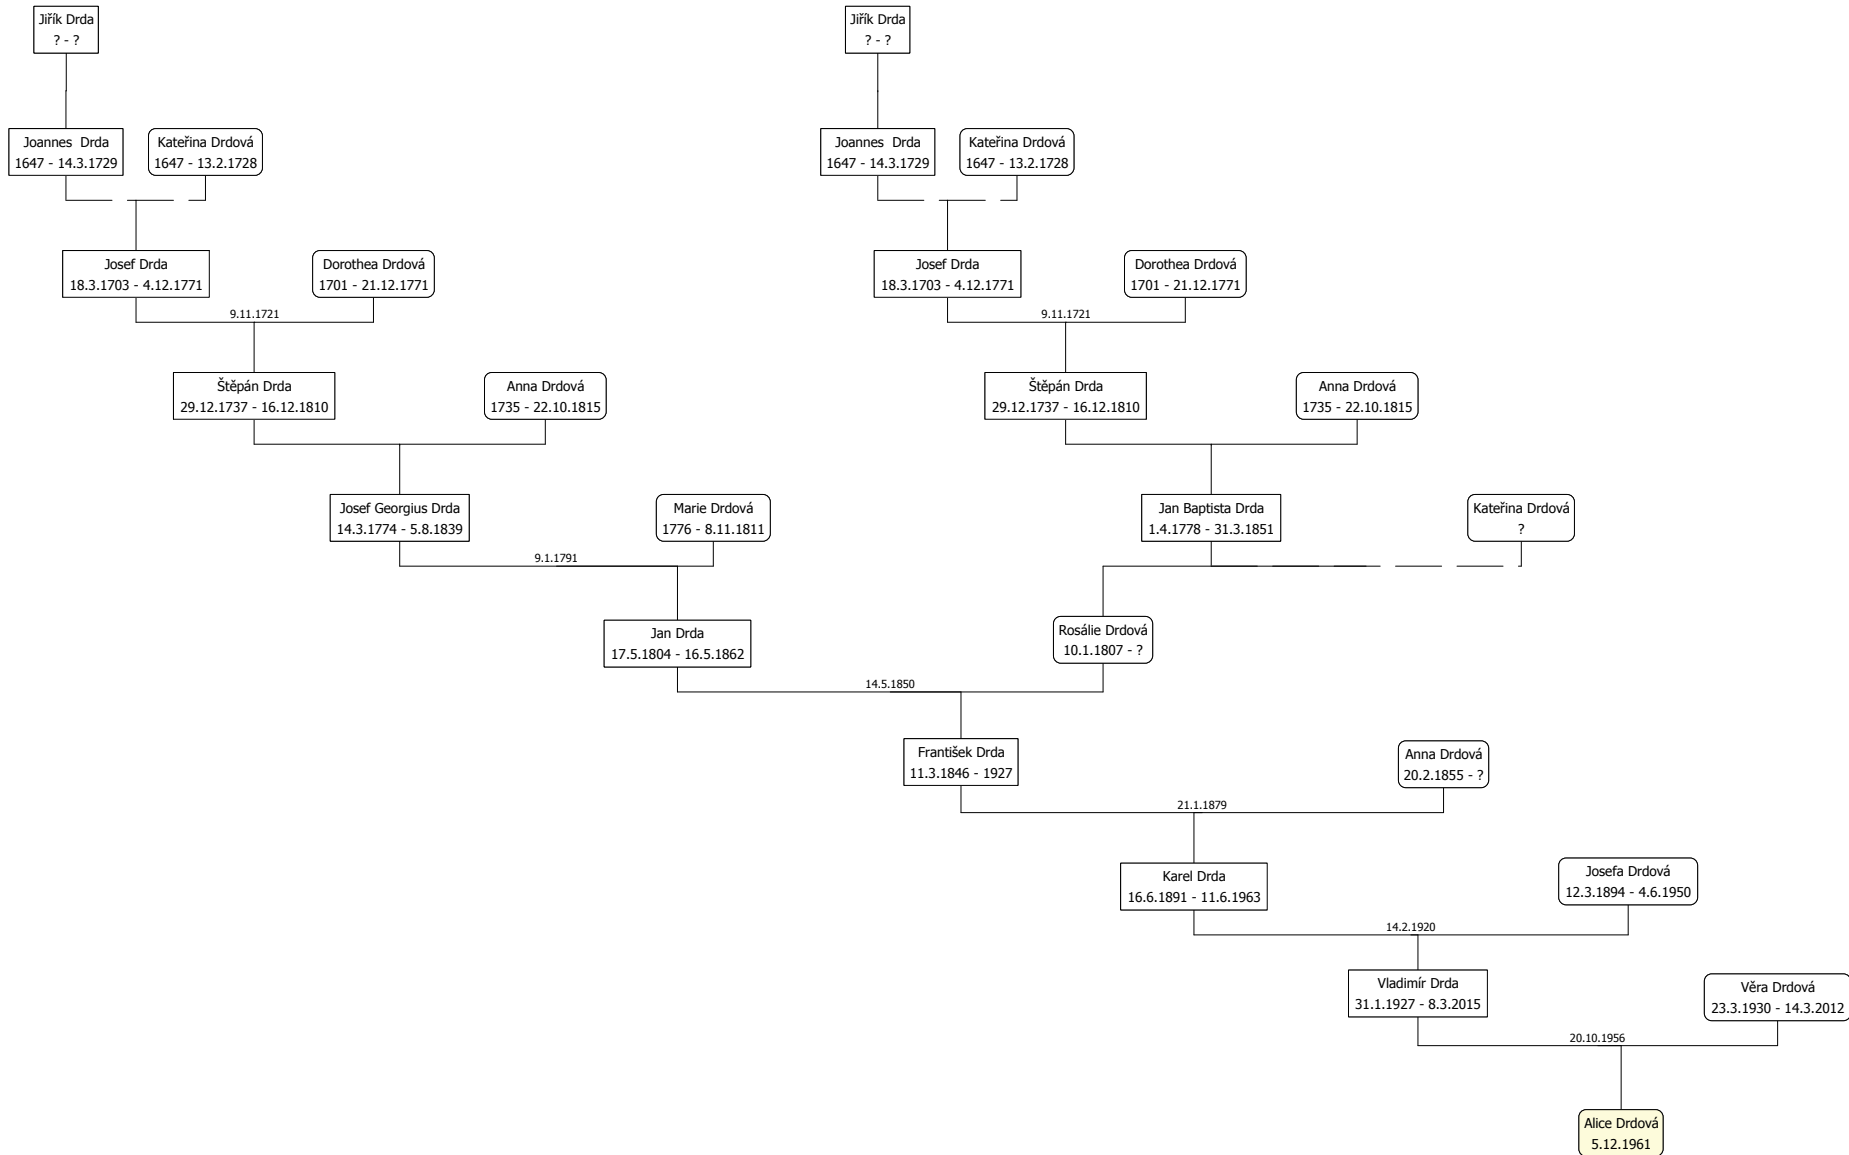 Jiřík Drda
? - ?
Jiřík Drda
? - ?
Joannes  Drda
1647 - 14.3.1729
Kateřina Drdová
1647 - 13.2.1728
Joannes  Drda
1647 - 14.3.1729
Kateřina Drdová
1647 - 13.2.1728
Josef Drda
18.3.1703 - 4.12.1771
Dorothea Drdová
1701 - 21.12.1771
Josef Drda
18.3.1703 - 4.12.1771
Dorothea Drdová
1701 - 21.12.1771
9.11.1721
9.11.1721
Štěpán Drda
29.12.1737 - 16.12.1810
Anna Drdová
1735 - 22.10.1815
Štěpán Drda
29.12.1737 - 16.12.1810
Anna Drdová
1735 - 22.10.1815
Josef Georgius Drda
14.3.1774 - 5.8.1839
Marie Drdová
1776 - 8.11.1811
Jan Baptista Drda
1.4.1778 - 31.3.1851
Kateřina Drdová
?
9.1.1791
Jan Drda
17.5.1804 - 16.5.1862
Rosálie Drdová
10.1.1807 - ?
14.5.1850
František Drda
11.3.1846 - 1927
Anna Drdová
20.2.1855 - ?
21.1.1879
Karel Drda
16.6.1891 - 11.6.1963
Josefa Drdová
12.3.1894 - 4.6.1950
14.2.1920
Vladimír Drda
31.1.1927 - 8.3.2015
Věra Drdová
23.3.1930 - 14.3.2012
20.10.1956
Alice Drdová
5.12.1961